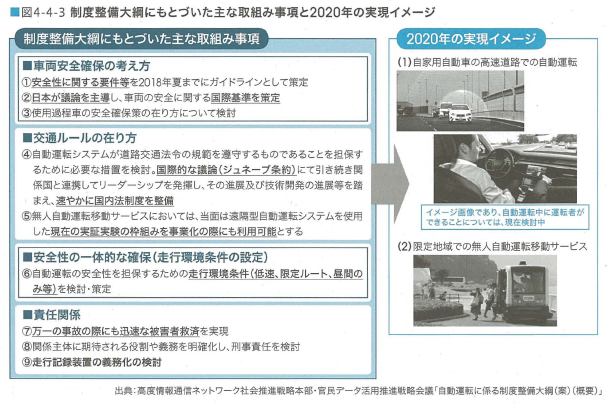 ■図4-4-3 制度整備大綱にもとづいた主な取組み事項と2020年の実現イメージ
制度整備大綱にもとづいた主な取組み事項
■車両安全確保の考え方
①安全性に関する要件等を2018年夏までにガイドラインとして策定
②日本が議論を主導し、車両の安全に関する国際基準を策定
③使用過程車の安全確保策の在り方について検討
■交通ルールの在り方
④自動運転システムが道路交通法令の規範を遵守するものであることを担保す
るために必要な措置を検討。国際的な議論（ジュネーブ条約）にて引き続き関
係国と連携してリーダーシップを発揮し、その進展及び技術開発の進展等を踏
まえ、速やかに国内法制度を整備
⑤無人自動運転移動サービスにおいては、当面は遠隔型自動運転システムを使用
した現在の実証実験の枠組みを事業化の際にも利用可能とする
■安全性の一体的な確保（走行環境条件の設定）
⑥自動運転の安全性を担保するための走行環境条件（低速、限定ルート、昼間の
み等）を検討・策定
■責任関係
⑦万一の事故の際にも迅速な被害者救済を実現
⑧関係主体に期待される役割や義務を明確化し、刑事責任を検討
⑨走行記録装置の義務化の検討
2020年の実現イメージ
(1)自家用自動車の高速道路での自動運転
イメージ画像であり、自動運転中に運転者が
できることについては、現在検討中
(2)限定地域での無人自動運転移動サービス
出典：高度情報通信ネットワーク社会推進戦略本部・官民データ活用推進戦略会議「自動運転に係る制度整備大綱（案）（概要）」